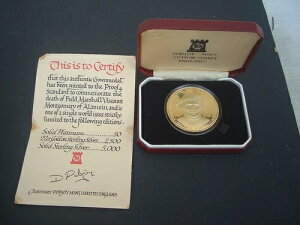 This is to Certify
that this authentic Crownmedal
has been minted to the Proof
Standard to commemorate the
death of Field Marshall Viscount
Montgomery of Alamein, and is
one of a single world issue strictly
limited to the following editions
Solid Platinum 50
22ct Gold on Sterling Silver 2,500
Solid Sterling Silver 5,000
POBJOY MINT LIMITED ENGLAND
POBJOY MINT
SUTTON SURREY
ENGLAND